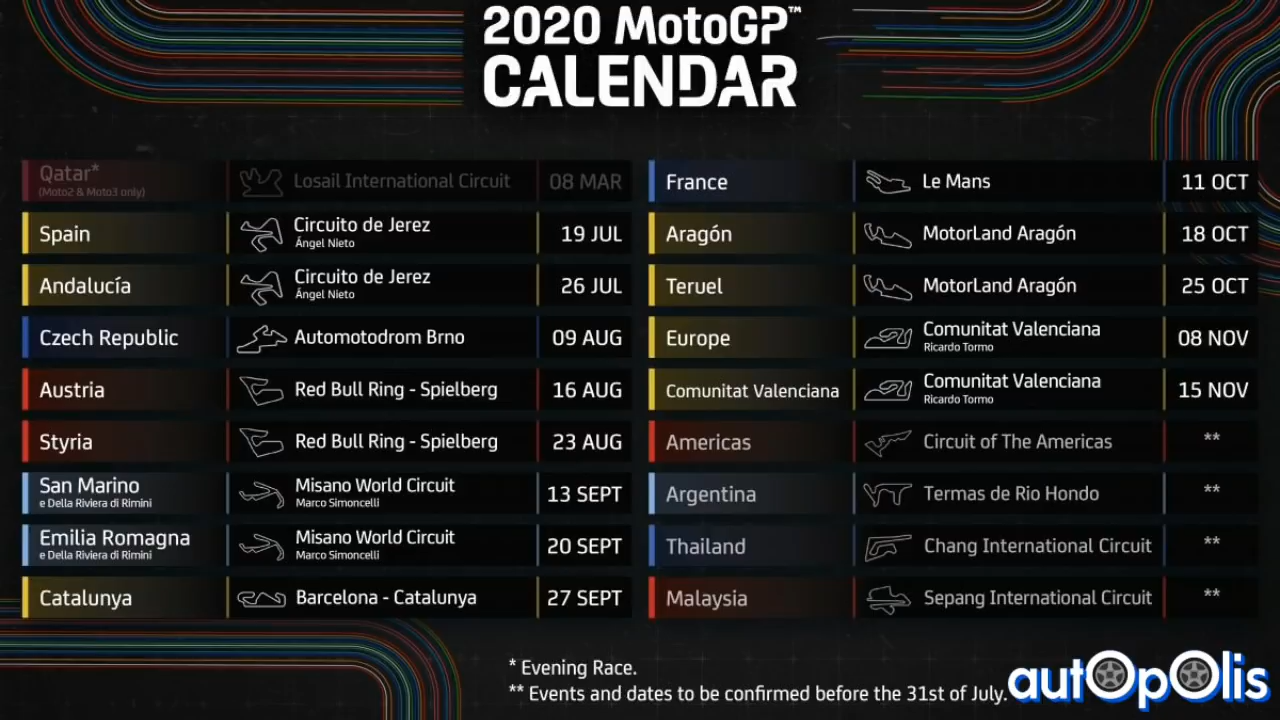 2020 MotoGP™
CALENDAR
Qatar*
(Moto2 & Moto3 only)
Losail International Circuit
08 MAR
Spain
Circuito de Jerez
Ángel Nieto
19 JUL
Andalucía
Circuito de Jerez
Ángel Nieto
26 JUL
Czech Republic
Automotodrom Brno
09 AUG
Austria
Red Bull Ring - Spielberg
16 AUG
Styria
Red Bull Ring - Spielberg
23 AUG
San Marino
e Della Riviera di Rimini
Misano World Circuit
Marco Simoncelli
13 SEPT
Emilia Romagna
e Della Riviera di Rimini
Misano World Circuit
Marco Simoncelli
20 SEPT
Catalunya
Barcelona - Catalunya
27 SEPT
France
Le Mans
11 OCT
Aragón
MotorLand Aragón
18 OCT
Teruel
MotorLand Aragón
25 OCT
Europe
Comunitat Valenciana
Ricardo Tormo
08 NOV
Comunitat Valenciana
Comunitat Valenciana
Ricardo Tormo
15 NOV
Americas
Circuit of The Americas
**
Argentina
Termas de Rio Hondo
**
Thailand
Chang International Circuit
**
Malaysia
Sepang International Circuit
**
* Evening Race.
** Events and dates to be confirmed before the 31st of July.
autOpOlis